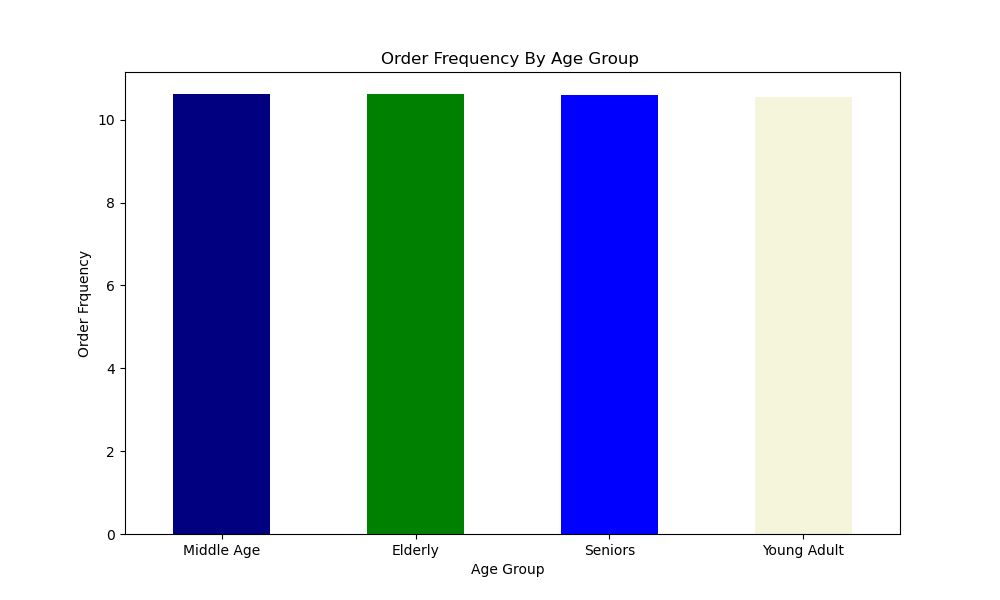 Order Frequency By Age Group
Order Frquency
10
8
6
4
2
0
Middle Age
Elderly
Seniors
Young Adult
Age Group